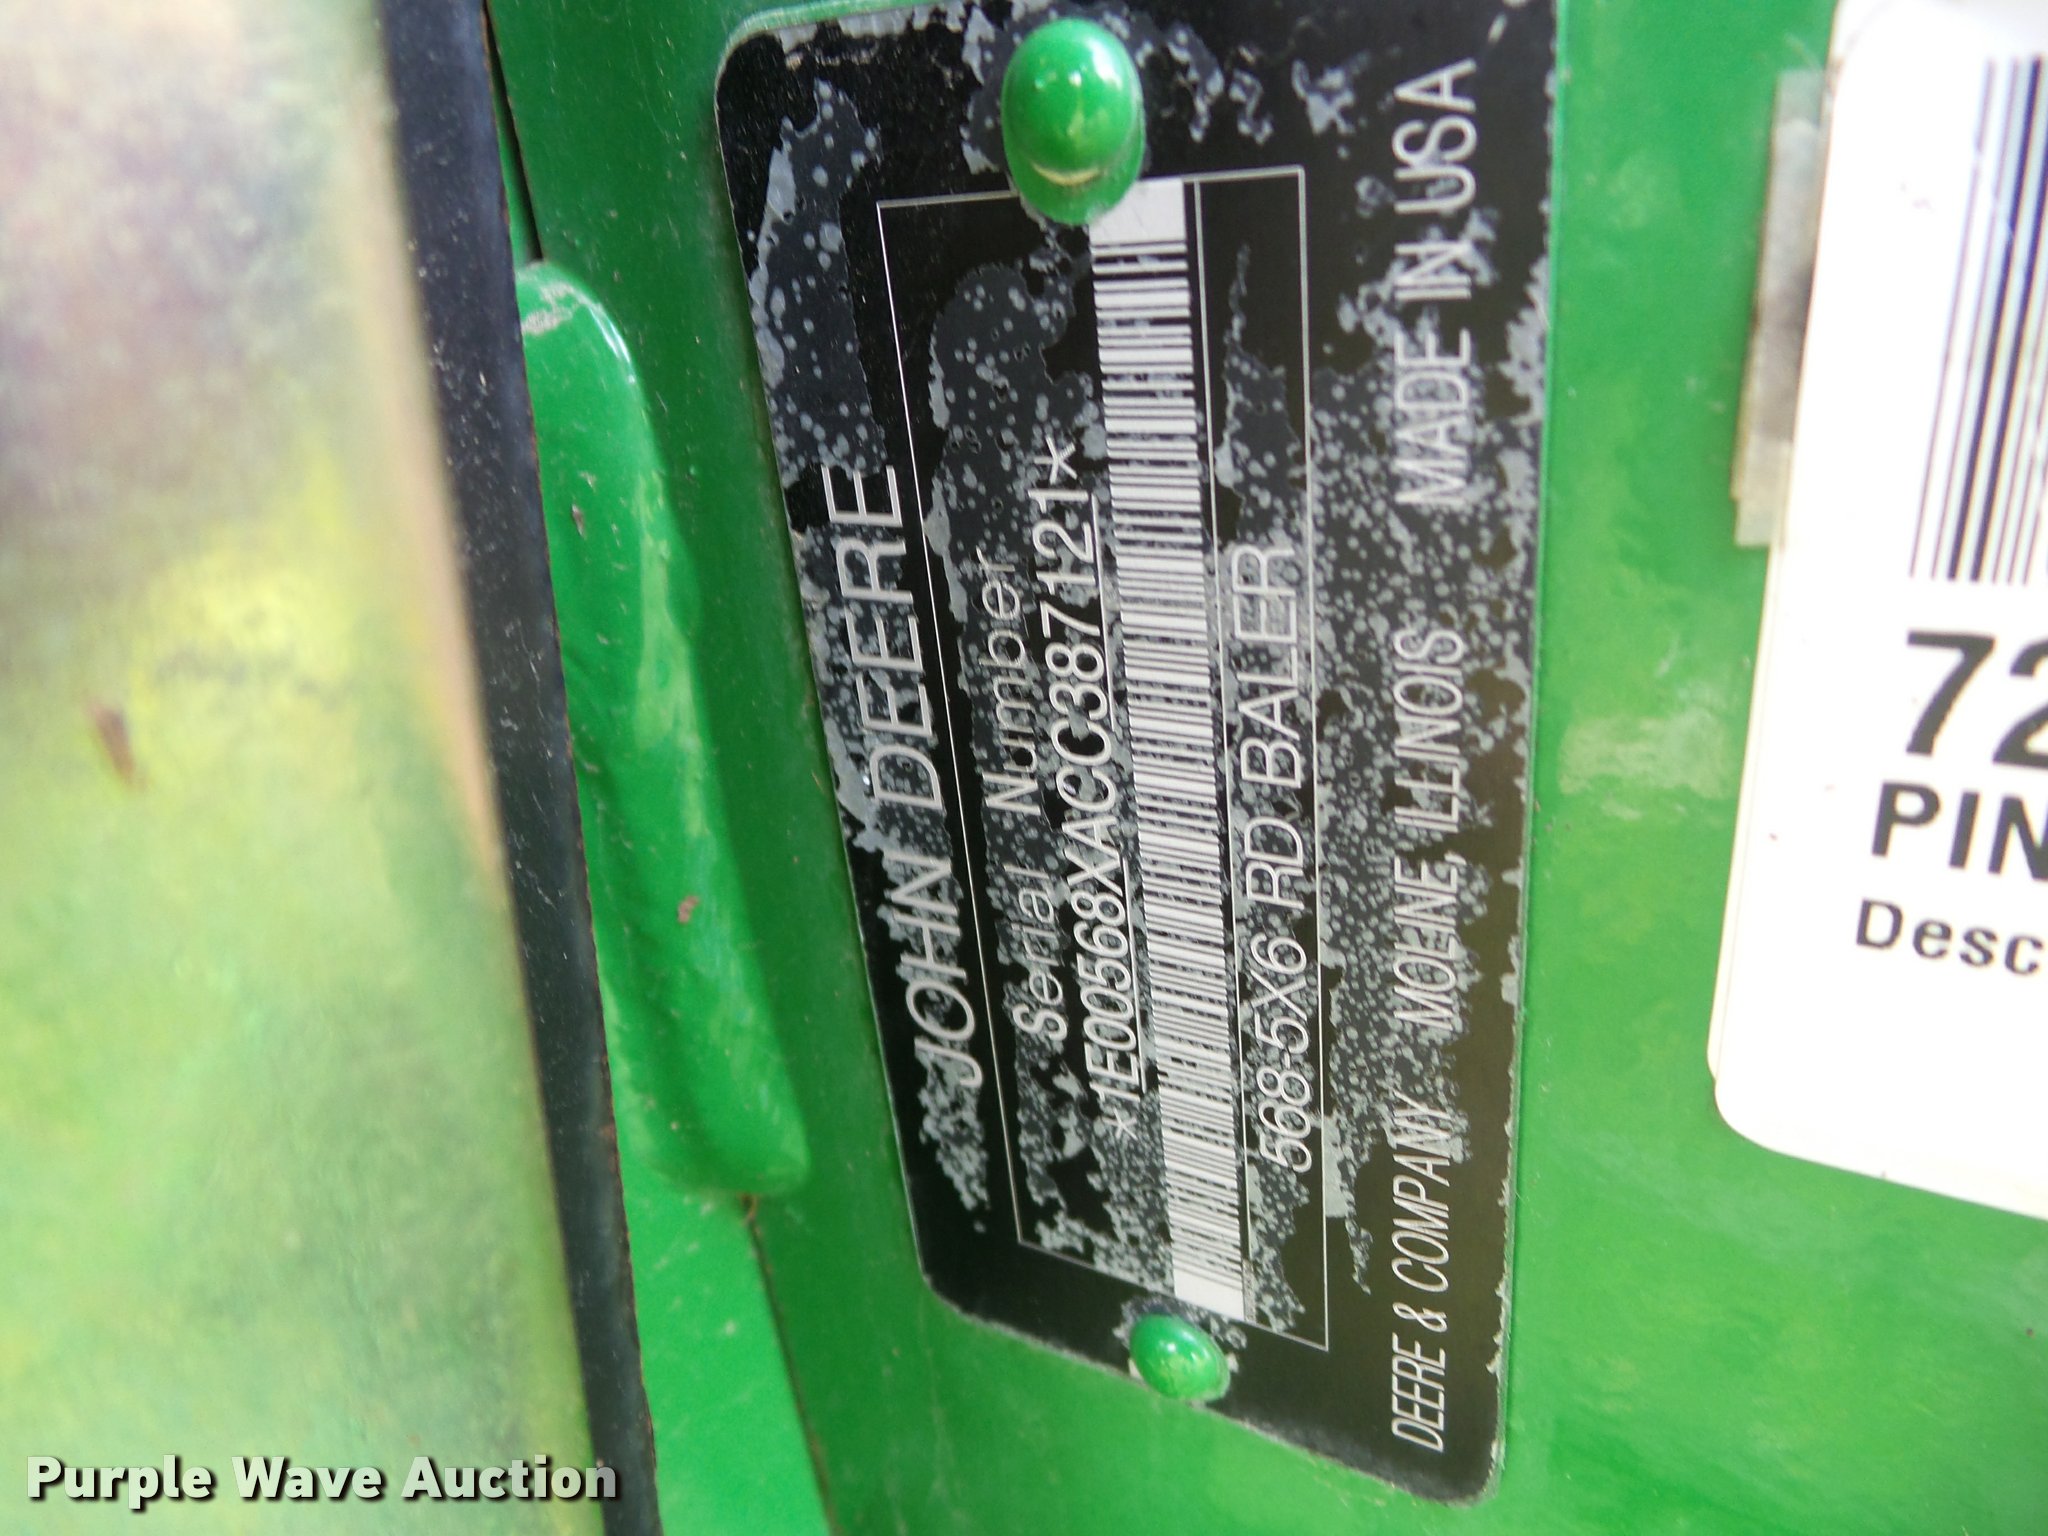 JOHN DEERE
Serial Number
*1E00568XACC387121*
568-5X6 RD BALER
DEERE & COMPANY MOLINE, ILLINOIS MADE IN USA
72
PIN
Desc
Purple Wave Auction